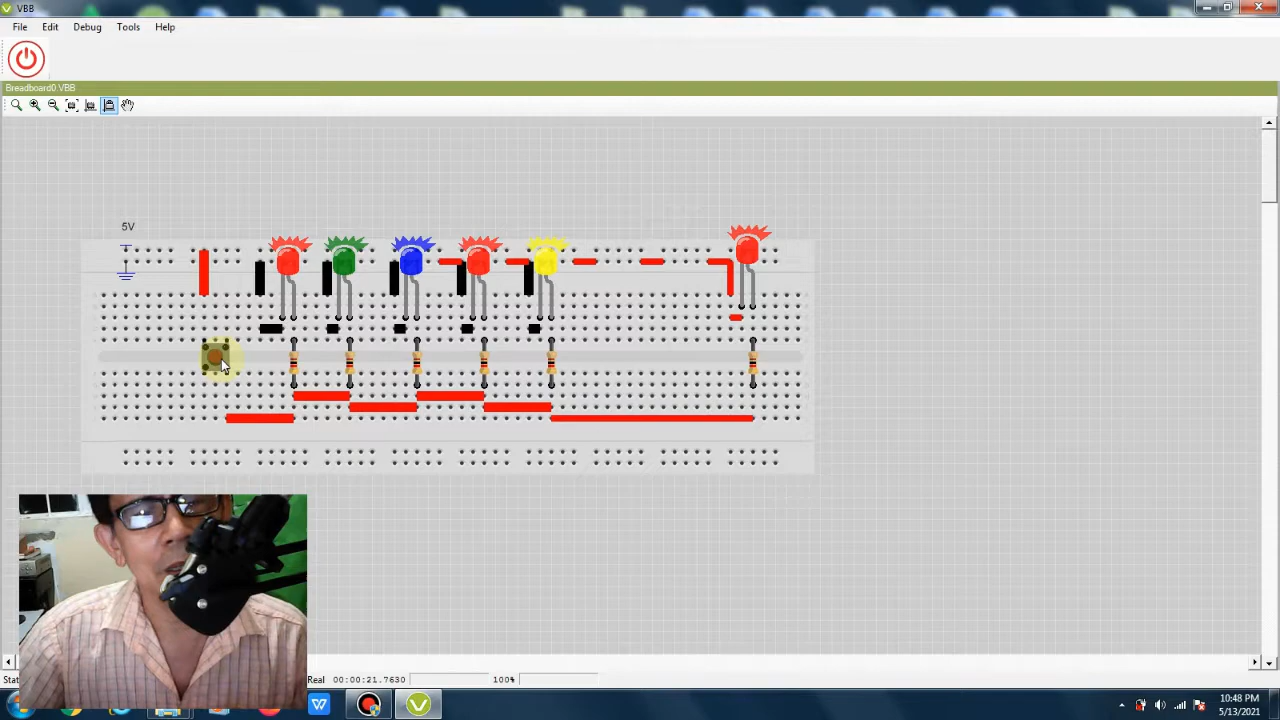 VBB
File Edit Debug Tools Help
Breadboard0.VBB
5V
Stat
Real 00:00:21.7630 100%
10:48 PM
5/13/2021